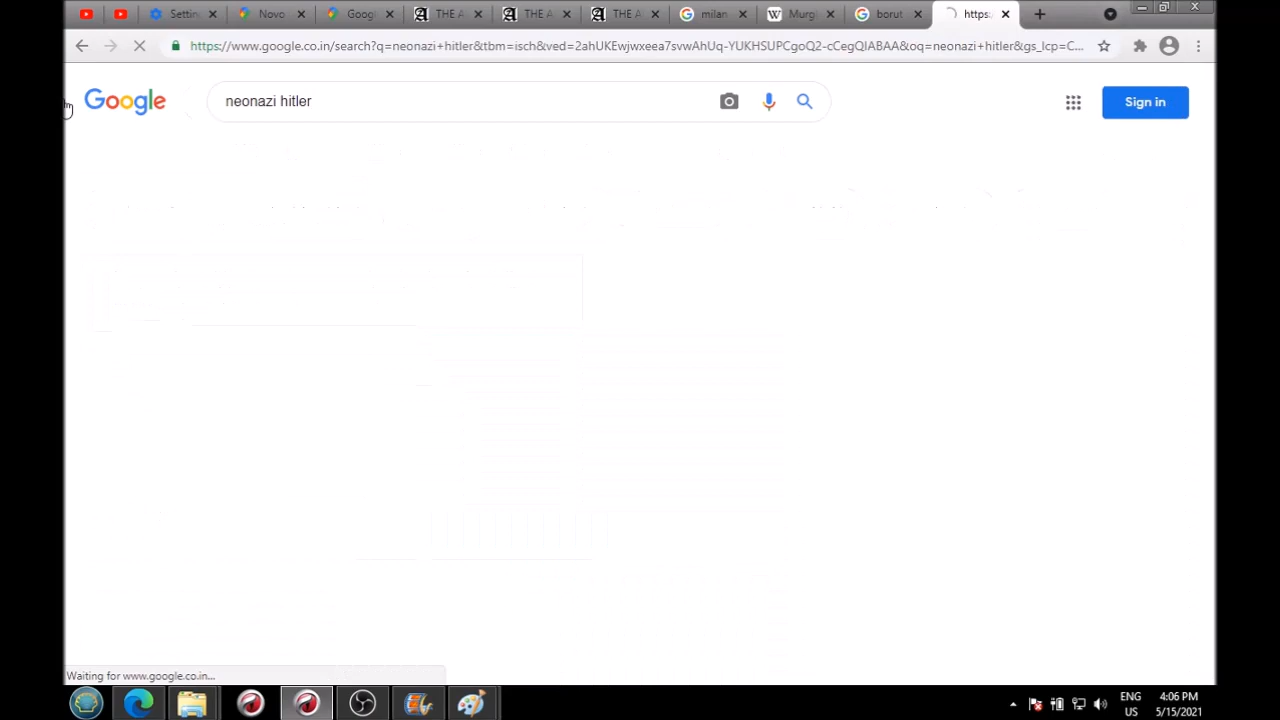 Settin
Novo
Googl
THE A
THE A
THE A
milan
Murgl
borut
https:
https://www.google.co.in/search?q=neonazi+hitler&tbm=isch&ved=2ahUKEwjwxeea7svwAhUq-YUKHSUPCgoQ2-cCegQIABAA&oq=neonazi+hitler&gs_lcp=C...
Google
neonazi hitler
Sign in
Waiting for www.google.co.in...
ENG
4:06 PM
US
5/15/2021